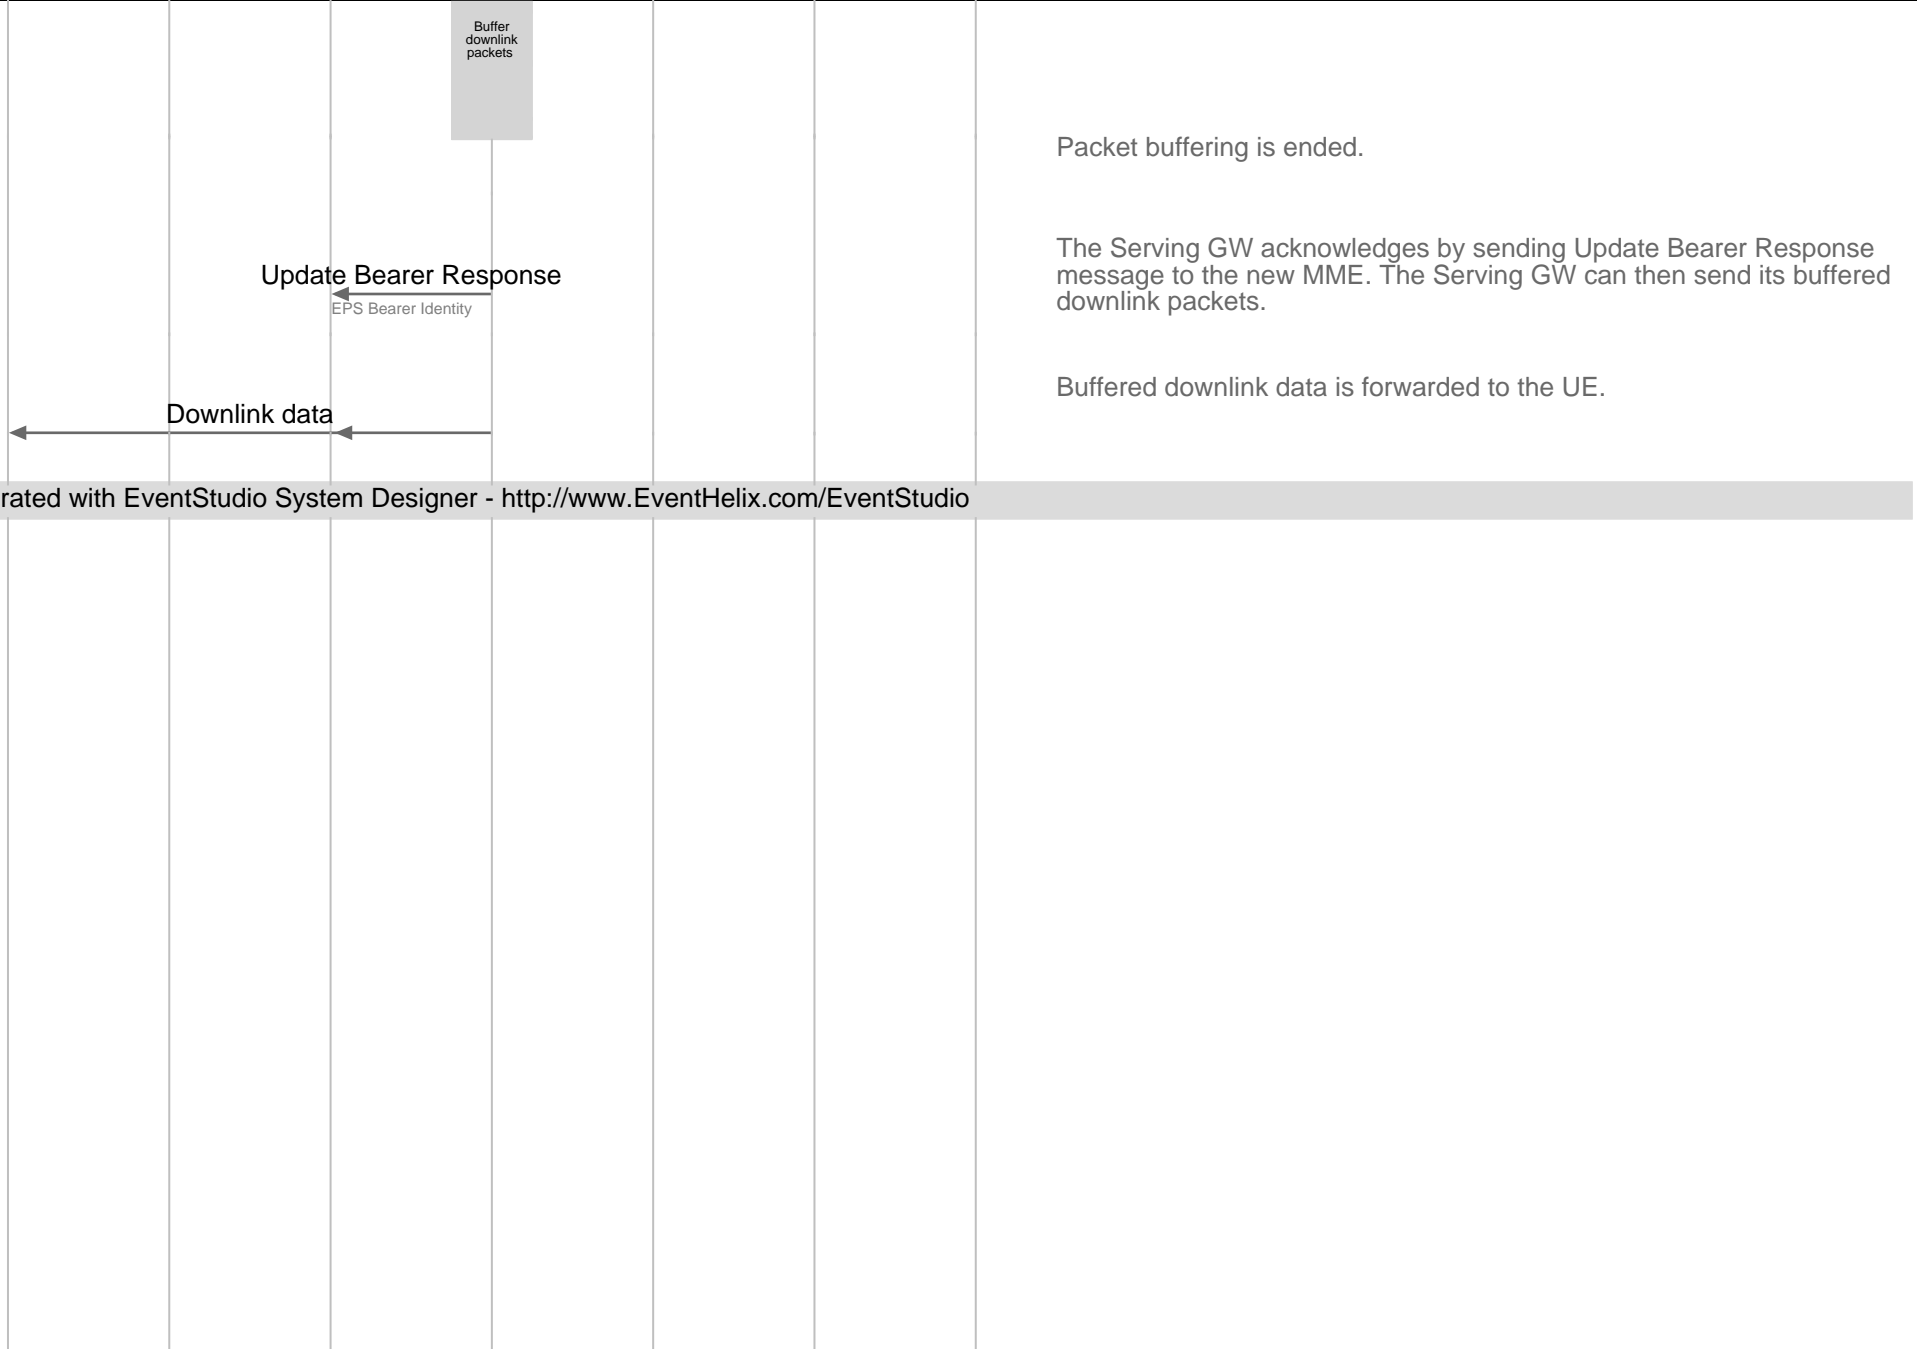 Buffer
downlink
packets
Packet buffering is ended.
The Serving GW acknowledges by sending Update Bearer Response
message to the new MME. The Serving GW can then send its buffered
downlink packets.
Update Bearer Response
EPS Bearer Identity
Buffered downlink data is forwarded to the UE.
Downlink data
rated with EventStudio System Designer - http://www.EventHelix.com/EventStudio